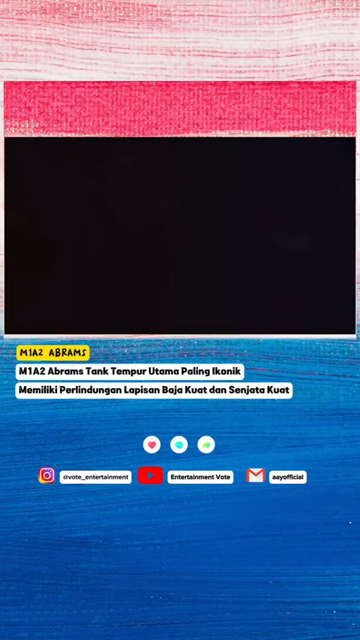 M1A2 ABRAMS
M1A2 Abrams Tank Tempur Utama Paling Ikonik
Memiliki Perlindungan Lapisan Baja Kuat dan Senjata Kuat
@vote_entertainment
Entertainment Vote
aayofficial